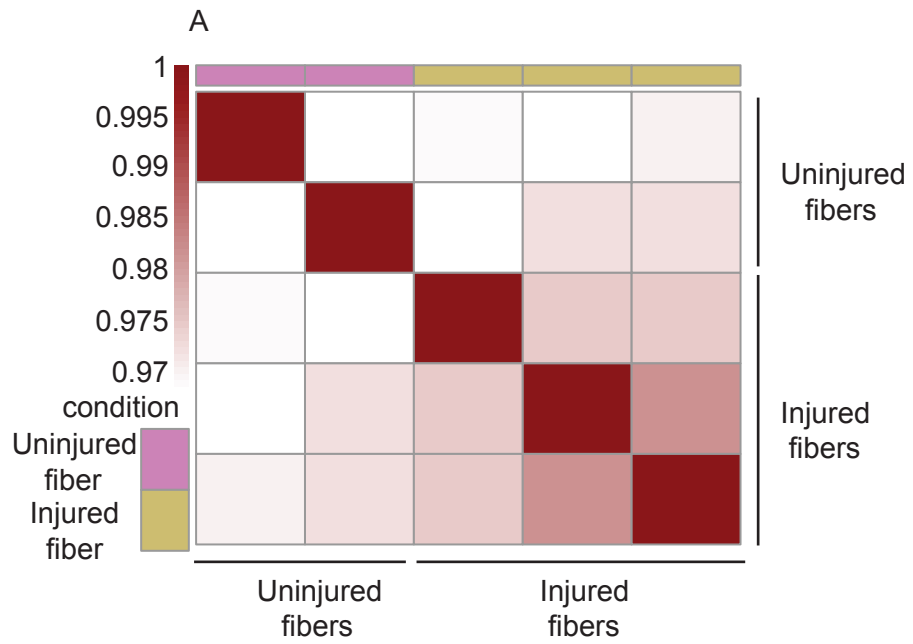 A
1
0.995
0.99
0.985
0.98
0.975
0.97
condition
Uninjured
fiber
Injured
fiber
Uninjured
fibers
Injured
fibers
Uninjured
fibers
Injured
fibers